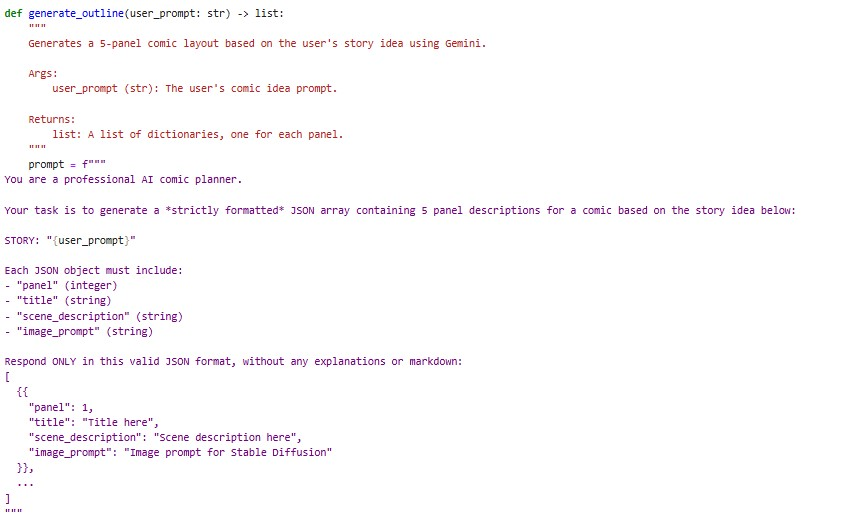 def generate_outline(user_prompt: str) -> list:
"""
Generates a 5-panel comic layout based on the user's story idea using Gemini.
Args:
user_prompt (str): The user's comic idea prompt.
Returns:
list: A list of dictionaries, one for each panel.
"""
prompt = f"""
You are a professional AI comic planner.
Your task is to generate a *strictly formatted* JSON array containing 5 panel descriptions for a comic based on the story idea below:
STORY: "{user_prompt}"
Each JSON object must include:
- "panel" (integer)
- "title" (string)
- "scene_description" (string)
- "image_prompt" (string)
Respond ONLY in this valid JSON format, without any explanations or markdown:
[
{{
"panel": 1,
"title": "Title here",
"scene_description": "Scene description here",
"image_prompt": "Image prompt for Stable Diffusion"
}},
...
]
"""